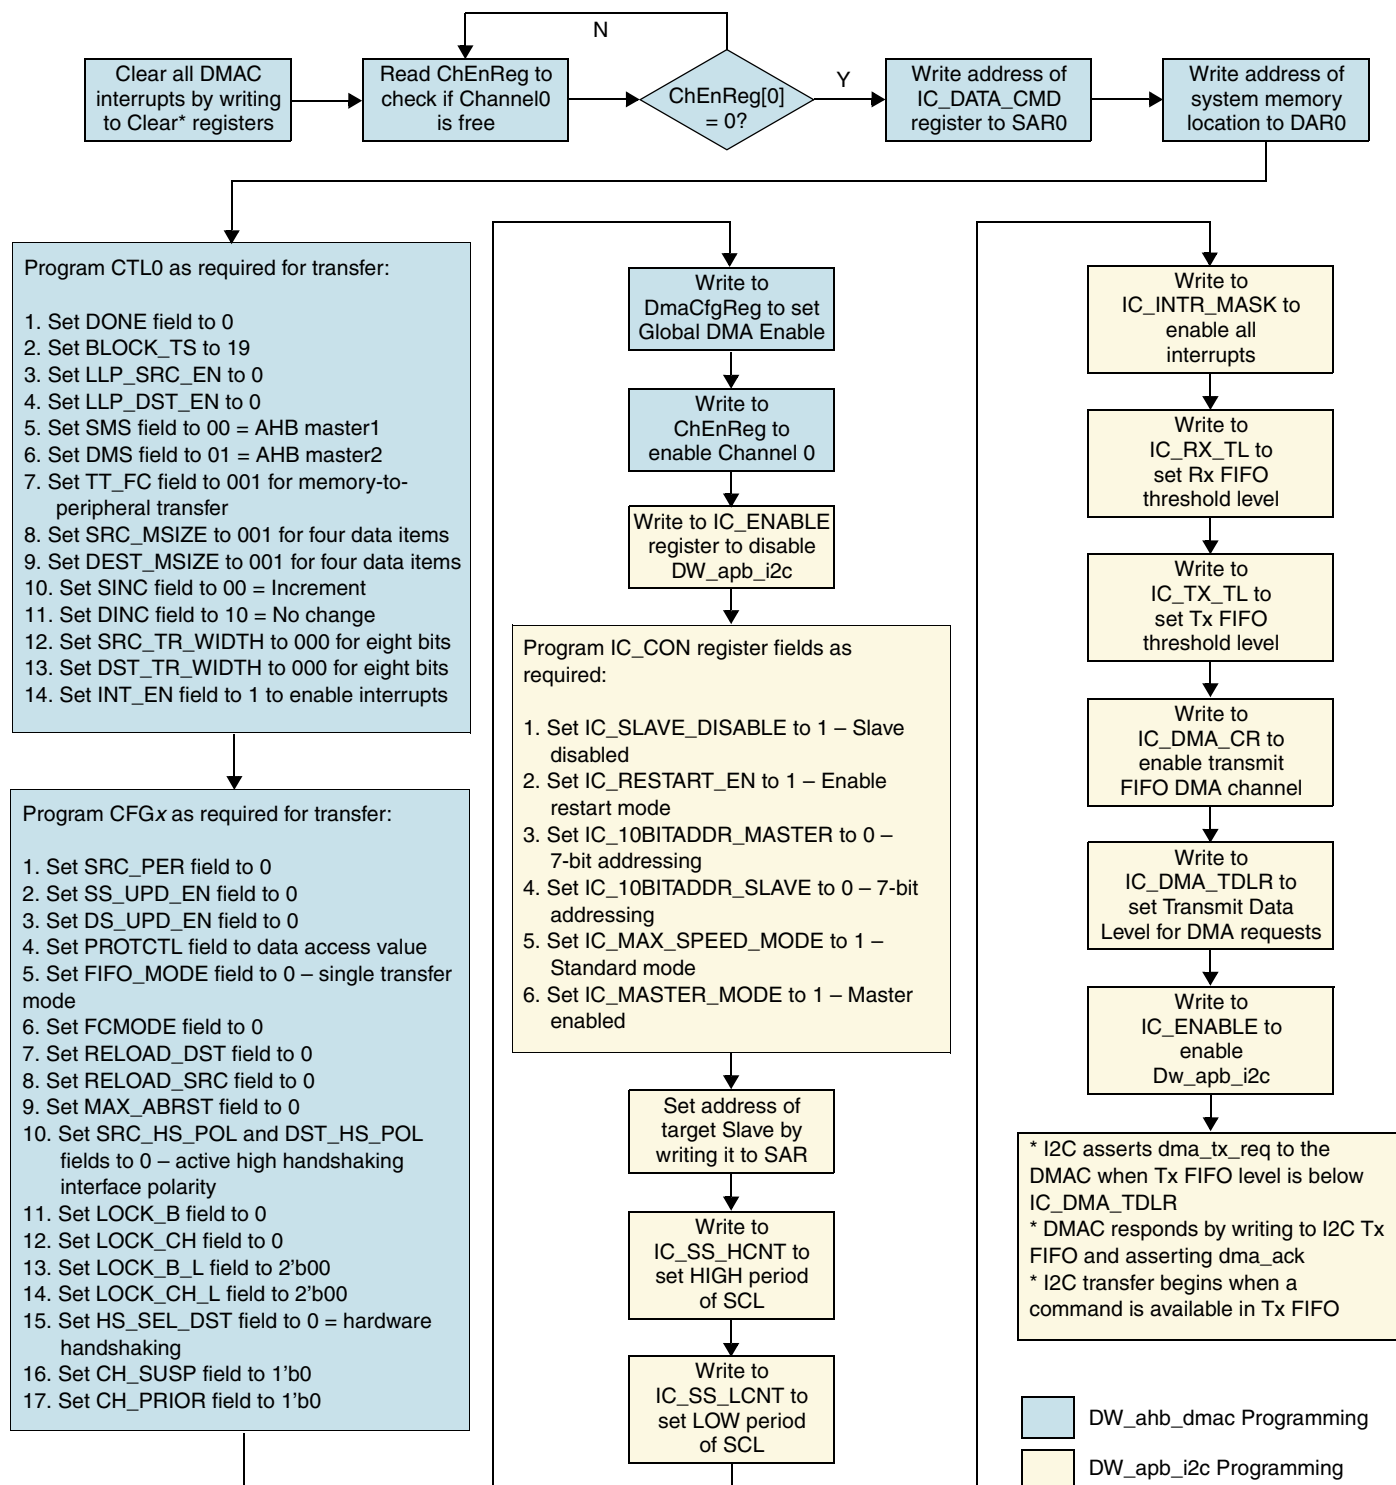 N
Clear all DMAC
interrupts by writing
to Clear* registers
Read ChEnReg to
check if Channel0
is free
ChEnReg[0]
= 0?
Y
Write address of
IC_DATA_CMD
register to SAR0
Write address of
system memory
location to DAR0
Program CTL0 as required for transfer:
1. Set DONE field to 0
2. Set BLOCK_TS to 19
3. Set LLP_SRC_EN to 0
4. Set LLP_DST_EN to 0
5. Set SMS field to 00 = AHB master1
6. Set DMS field to 01 = AHB master2
7. Set TT_FC field to 001 for memory-to-
peripheral transfer
8. Set SRC_MSIZE to 001 for four data items
9. Set DEST_MSIZE to 001 for four data items
10. Set SINC field to 00 = Increment
11. Set DINC field to 10 = No change
12. Set SRC_TR_WIDTH to 000 for eight bits
13. Set DST_TR_WIDTH to 000 for eight bits
14. Set INT_EN field to 1 to enable interrupts
Program CFGx as required for transfer:
1. Set SRC_PER field to 0
2. Set SS_UPD_EN field to 0
3. Set DS_UPD_EN field to 0
4. Set PROTCTL field to data access value
5. Set FIFO_MODE field to 0 – single transfer
mode
6. Set FCMODE field to 0
7. Set RELOAD_DST field to 0
8. Set RELOAD_SRC field to 0
9. Set MAX_ABRST field to 0
10. Set SRC_HS_POL and DST_HS_POL
fields to 0 – active high handshaking
interface polarity
11. Set LOCK_B field to 0
12. Set LOCK_CH field to 0
13. Set LOCK_B_L field to 2'b00
14. Set LOCK_CH_L field to 2'b00
15. Set HS_SEL_DST field to 0 = hardware
handshaking
16. Set CH_SUSP field to 1'b0
17. Set CH_PRIOR field to 1'b0
Write to
DmaCfgReg to set
Global DMA Enable
Write to
ChEnReg to
enable Channel 0
Write to IC_ENABLE
register to disable
DW_apb_i2c
Program IC_CON register fields as
required:
1. Set IC_SLAVE_DISABLE to 1 – Slave
disabled
2. Set IC_RESTART_EN to 1 – Enable
restart mode
3. Set IC_10BITADDR_MASTER to 0 –
7-bit addressing
4. Set IC_10BITADDR_SLAVE to 0 – 7-bit
addressing
5. Set IC_MAX_SPEED_MODE to 1 –
Standard mode
6. Set IC_MASTER_MODE to 1 – Master
enabled
Set address of
target Slave by
writing it to SAR
Write to
IC_SS_HCNT to
set HIGH period
of SCL
Write to
IC_SS_LCNT to
set LOW period
of SCL
Write to
IC_INTR_MASK to
enable all
interrupts
Write to
IC_RX_TL to
set Rx FIFO
threshold level
Write to
IC_TX_TL to
set Tx FIFO
threshold level
Write to
IC_DMA_CR to
enable transmit
FIFO DMA channel
Write to
IC_DMA_TDLR to
set Transmit Data
Level for DMA requests
Write to
IC_ENABLE to
enable
Dw_apb_i2c
* I2C asserts dma_tx_req to the
DMAC when Tx FIFO level is below
IC_DMA_TDLR
* DMAC responds by writing to I2C Tx
FIFO and asserting dma_ack
* I2C transfer begins when a
command is available in Tx FIFO
DW_ahb_dmac Programming
DW_apb_i2c Programming